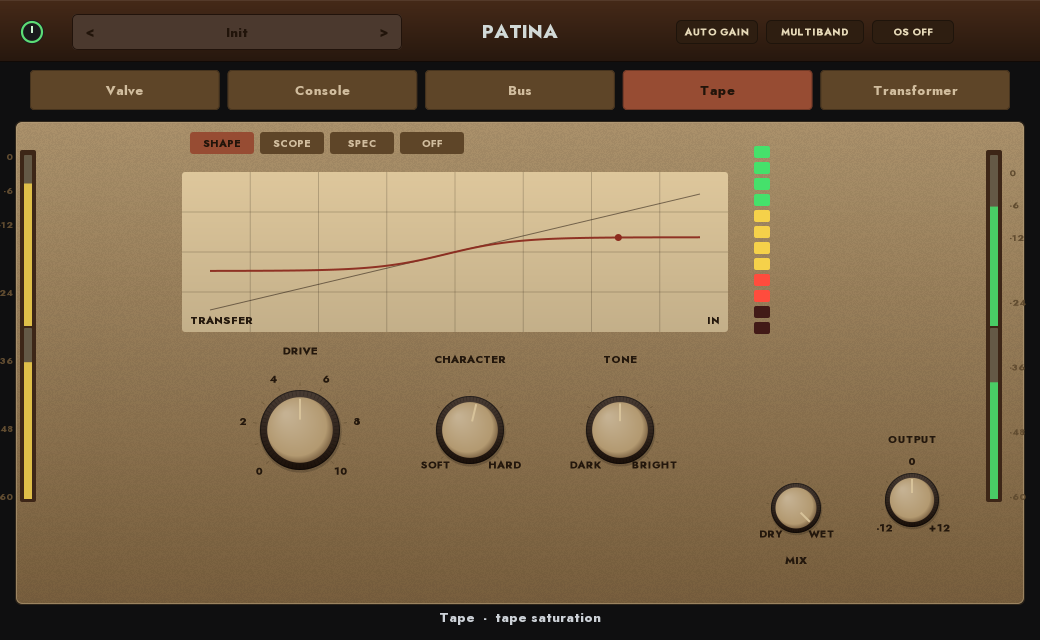 < Init > PATINA AUTO GAIN MULTIBAND OS OFF
Valve Console Bus Tape Transformer
SHAPE SCOPE SPEC OFF
0
-6
-12
24
36
48
60
TRANSFER IN
0
-6
-12
-24
-36
-48
-60
DRIVE
4 6
2 8
0 10
CHARACTER
SOFT HARD
TONE
DARK BRIGHT
DRY WET
MIX
OUTPUT
0
-12 +12
Tape - tape saturation